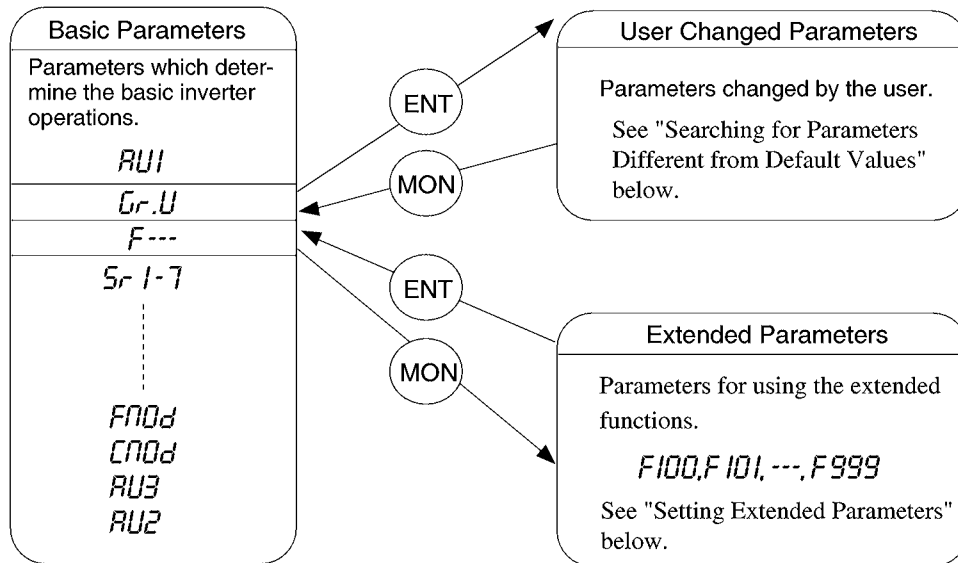 Basic Parameters
Parameters which deter-
mine the basic inverter
operations.
AU1
Gr.U
F---
Sr1-7
FNOd
CNOd
AU3
AU2
ENT
MON
ENT
MON
User Changed Parameters
Parameters changed by the user.
See "Searching for Parameters
Different from Default Values"
below.
Extended Parameters
Parameters for using the extended
functions.
F100,F101, ---, F999
See "Setting Extended Parameters"
below.